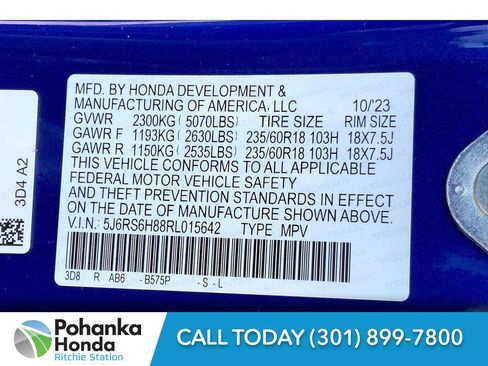 MFD. BY HONDA DEVELOPMENT &
MANUFACTURING OF AMERICA, LLC 10/'23
GVWR 2300KG (5070LBS) TIRE SIZE RIM SIZE
GAWR F 1193KG (2630LBS) 235/60R18 103H 18X7.5J
GAWR R 1150KG (2535LBS) 235/60R18 103H 18X7.5J
THIS VEHICLE CONFORMS TO ALL APPLICABLE
FEDERAL MOTOR VEHICLE SAFETY
AND THEFT PREVENTION STANDARDS IN EFFECT
ON THE DATE OF MANUFACTURE SHOWN ABOVE.
V.I.N.: 5J6RS6H88RL015642 TYPE MPV
3D8 R AB6 -B575P -S-L
3D4 A2
Pohanka
Honda
Ritchie Station
CALL TODAY (301) 899-7800